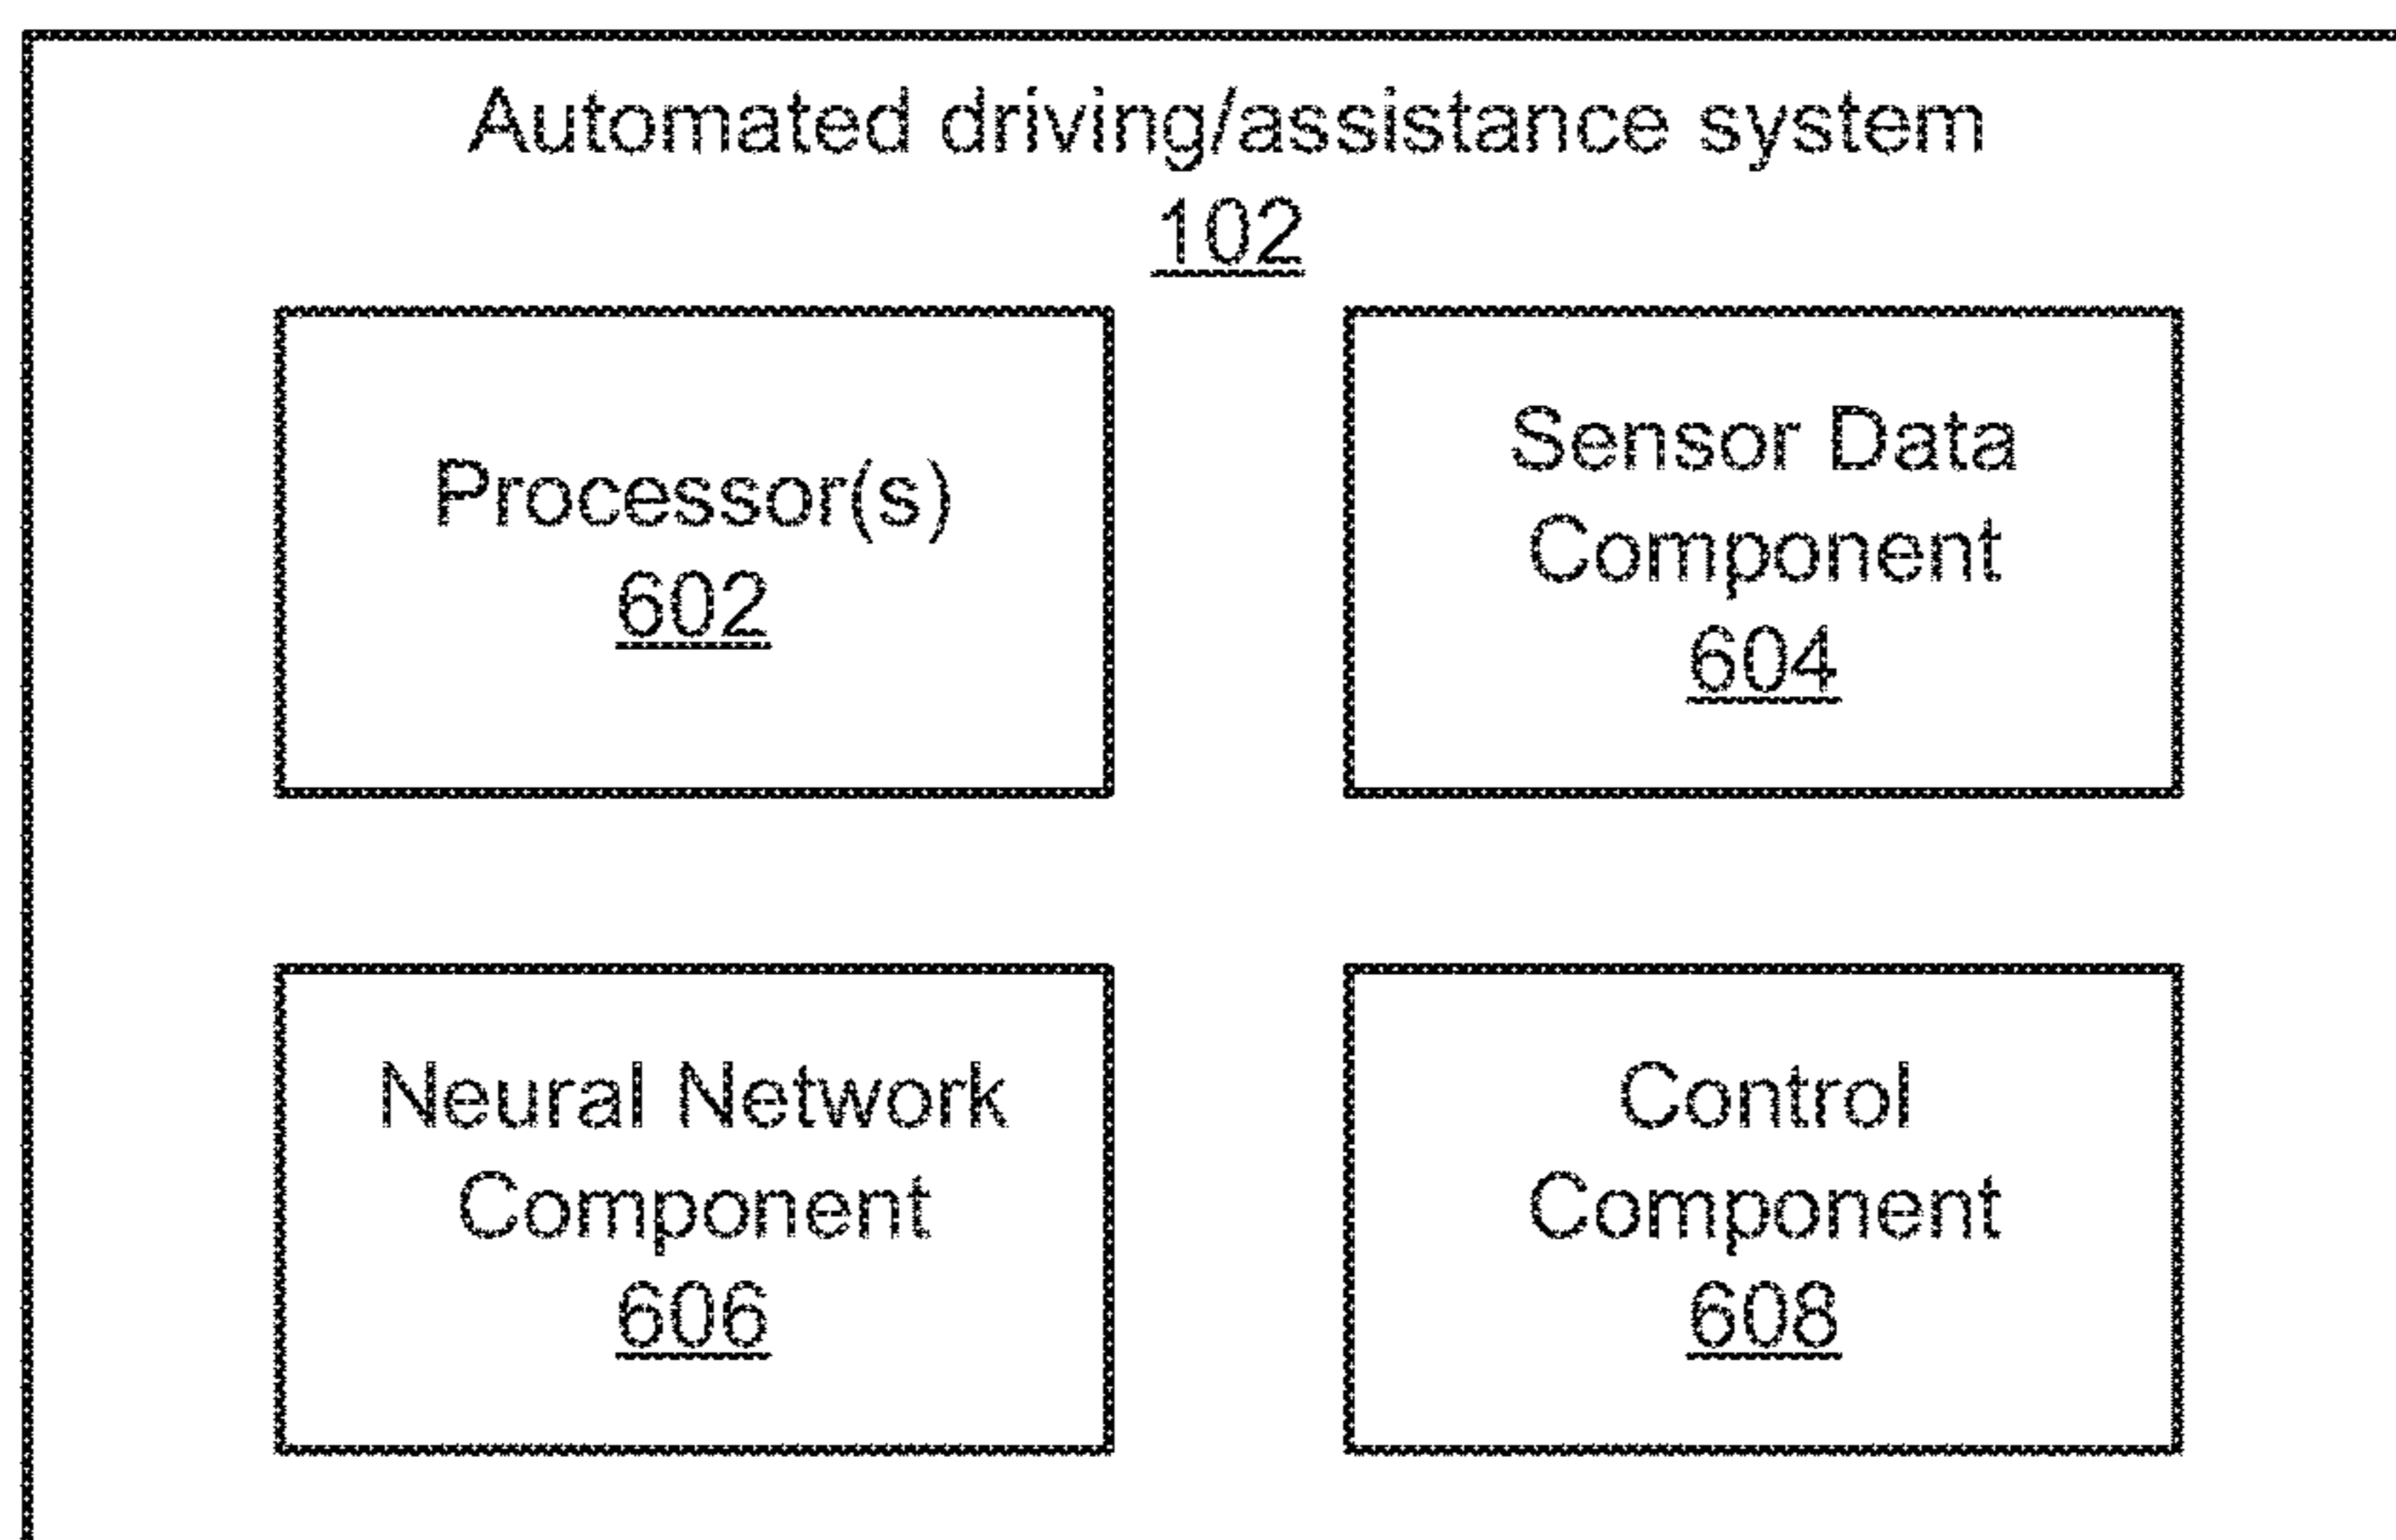 Automated driving/assistance system
102
Processor(s)
602
Sensor Data
Component
604
Neural Network
Component
606
Control
Component
608